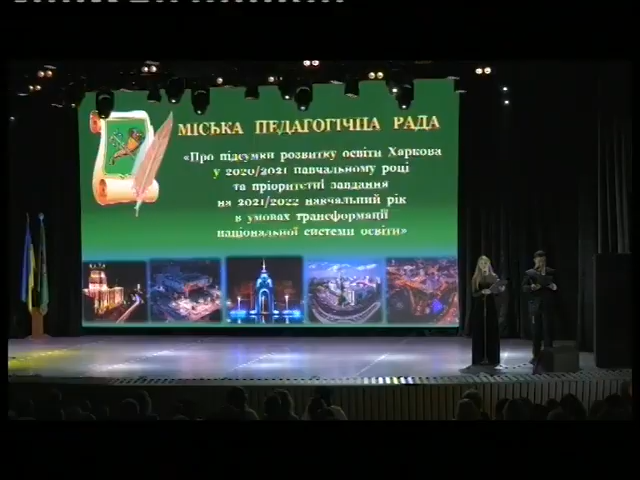 МІСЬКА ПЕДАГОГІЧНА РАДА
«Про підсумки розвитку освіти Харкова
у 2020/2021 навчальному році
та пріоритетні завдання
на 2021/2022 навчальний рік
в умовах трансформації
національної системи освіти»